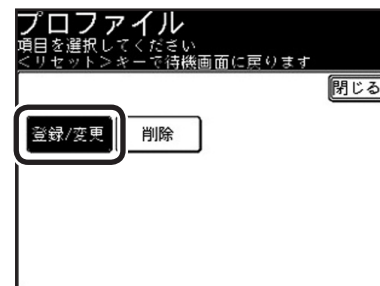 プロファイル
項目を選択してください
<リセット>キーで待機画面に戻ります
閉じる
登録/変更
削除